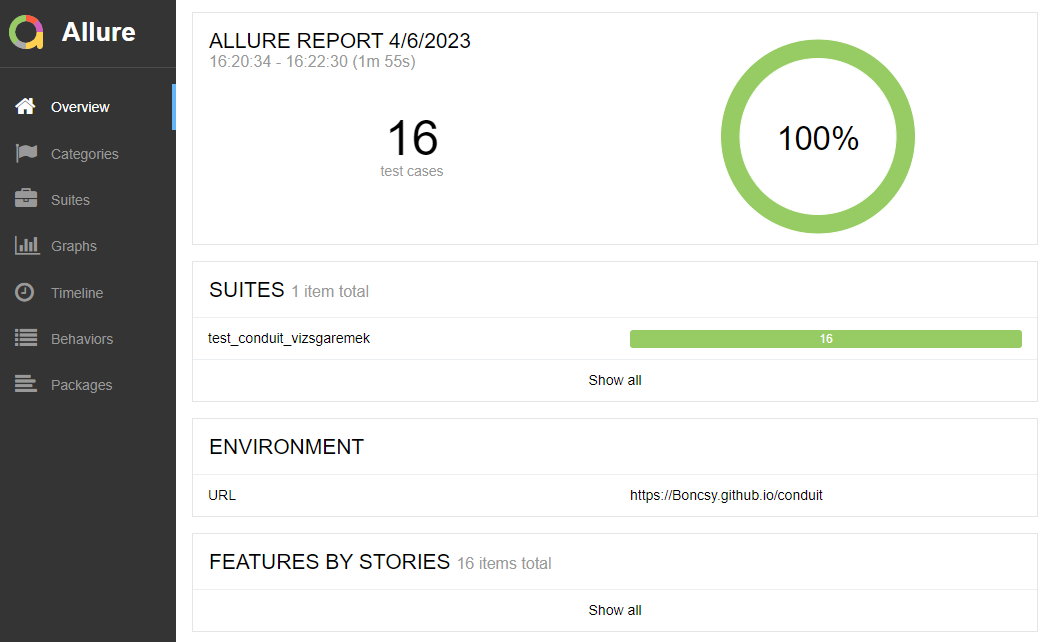 Allure
Overview
Categories
Suites
Graphs
Timeline
Behaviors
Packages
ALLURE REPORT 4/6/2023
16:20:34 - 16:22:30 (1m 55s)
16
test cases
100%
SUITES 1 item total
test_conduit_vizsgaremek 16
Show all
ENVIRONMENT
URL https://Boncsy.github.io/conduit
FEATURES BY STORIES 16 items total
Show all